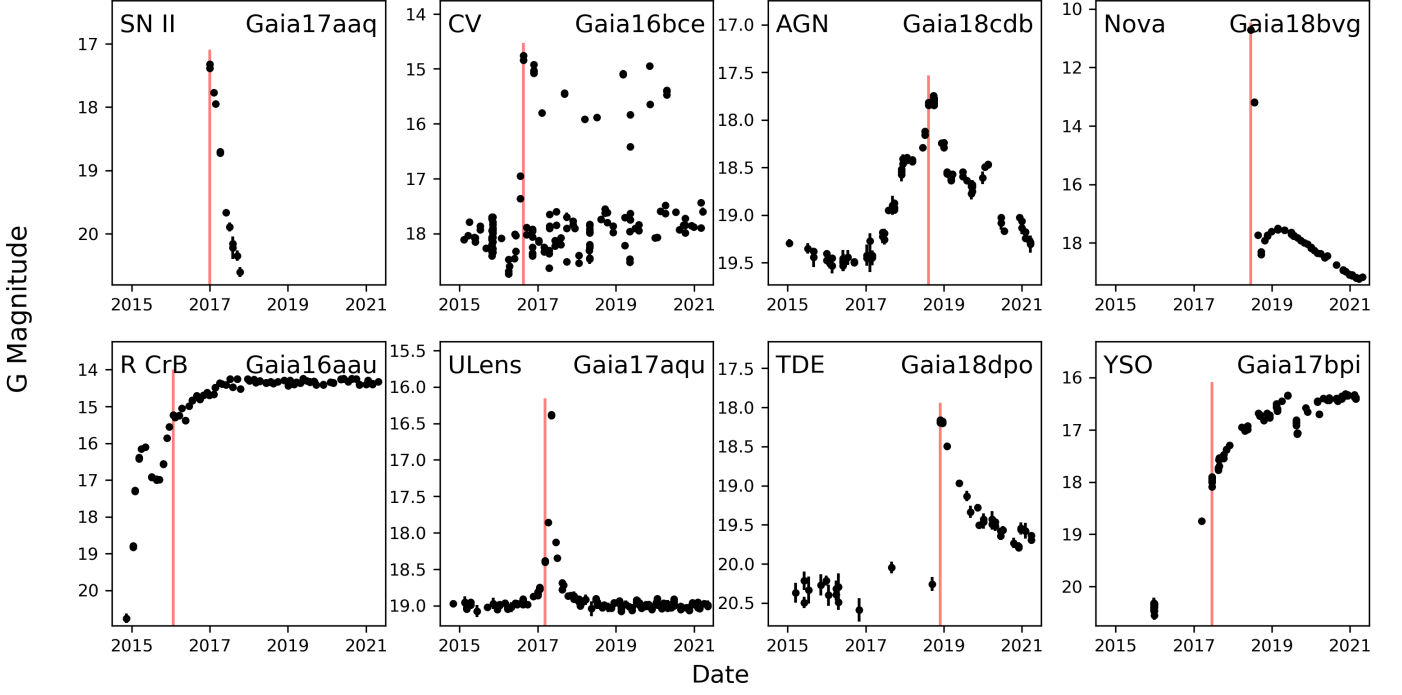 G Magnitude
SN II Gaia17aaq
17
18
19
20
2015 2017 2019 2021
CV Gaia16bce
14
15
16
17
18
2015 2017 2019 2021
AGN Gaia18cdb
17.0
17.5
18.0
18.5
19.0
19.5
2015 2017 2019 2021
Nova Gaia18bvg
10
12
14
16
18
2015 2017 2019 2021
R CrB Gaia16aau
14
15
16
17
18
19
20
2015 2017 2019 2021
ULens Gaia17aqu
15.5
16.0
16.5
17.0
17.5
18.0
18.5
19.0
2015 2017 2019 2021
TDE Gaia18dpo
17.5
18.0
18.5
19.0
19.5
20.0
20.5
2015 2017 2019 2021
YSO Gaia17bpi
16
17
18
19
20
2015 2017 2019 2021
Date